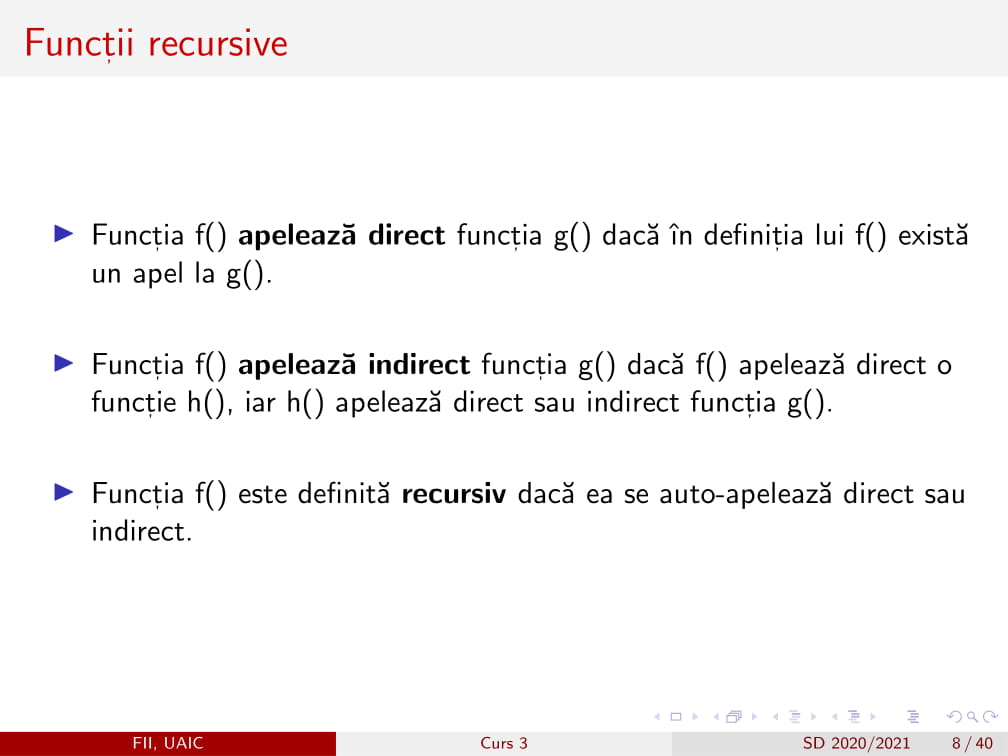 Funcții recursive
Funcția f() apelează direct funcția g() dacă în definiția lui f() există
un apel la g().
Funcția f() apelează indirect funcția g() dacă f() apelează direct o
funcție h(), iar h() apelează direct sau indirect funcția g().
Funcția f() este definită recursiv dacă ea se auto-apelează direct sau
indirect.
FII, UAIC Curs 3 SD 2020/2021 8 / 40